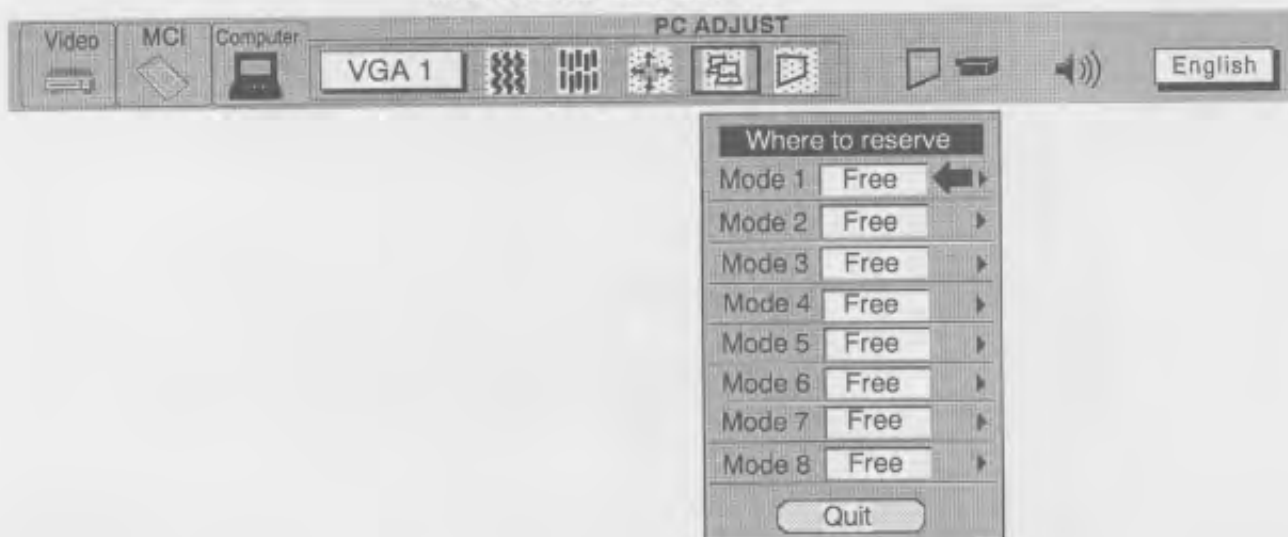 PC ADJUST
Video MCI Computer VGA 1 English
Where to reserve
Mode 1 Free
Mode 2 Free
Mode 3 Free
Mode 4 Free
Mode 5 Free
Mode 6 Free
Mode 7 Free
Mode 8 Free
Quit